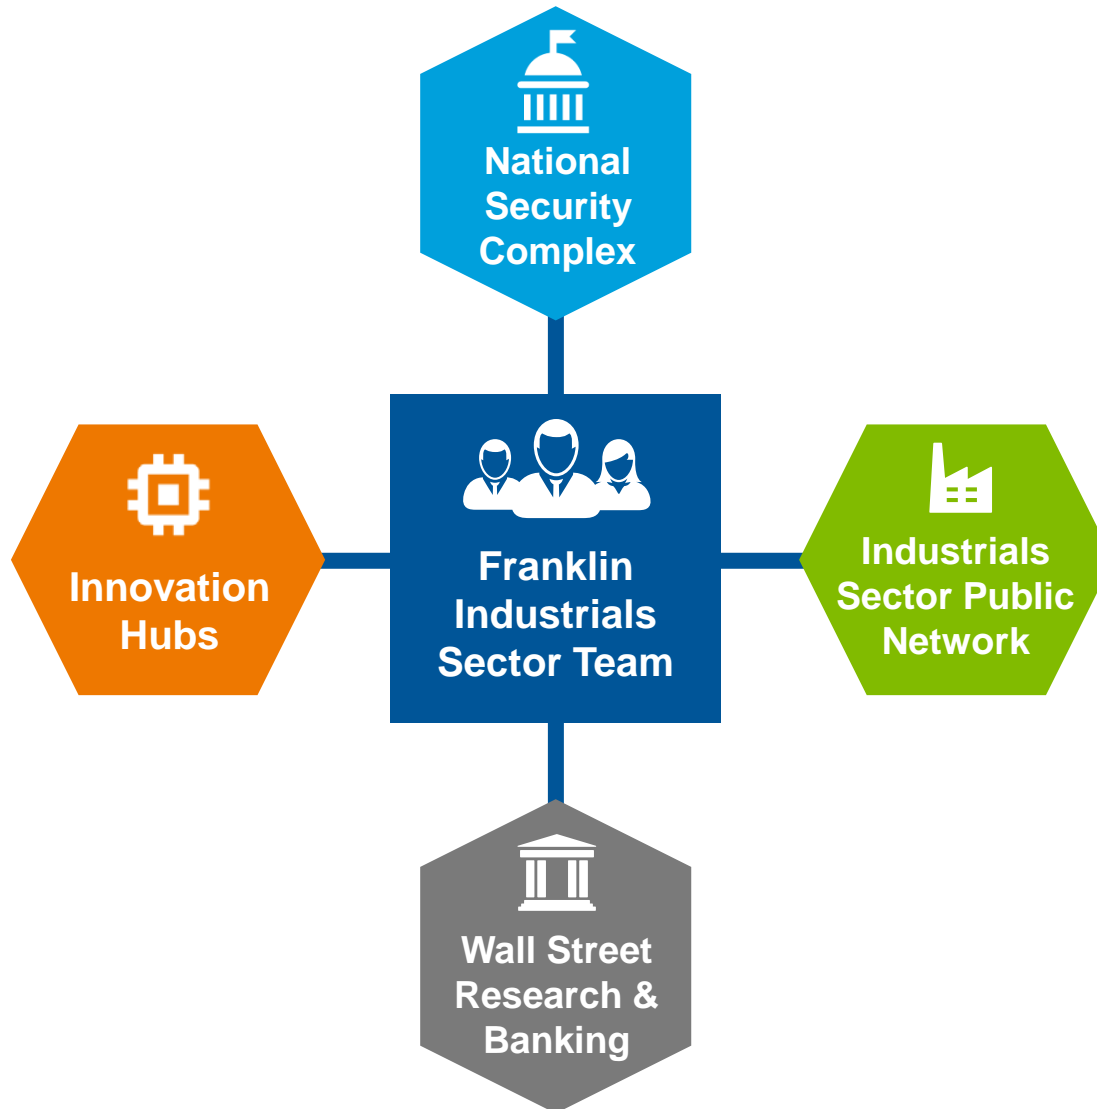 National
Security
Complex
Innovation
Hubs
Franklin
Industrials
Sector Team
Industrials
Sector Public
Network
Wall Street
Research &
Banking